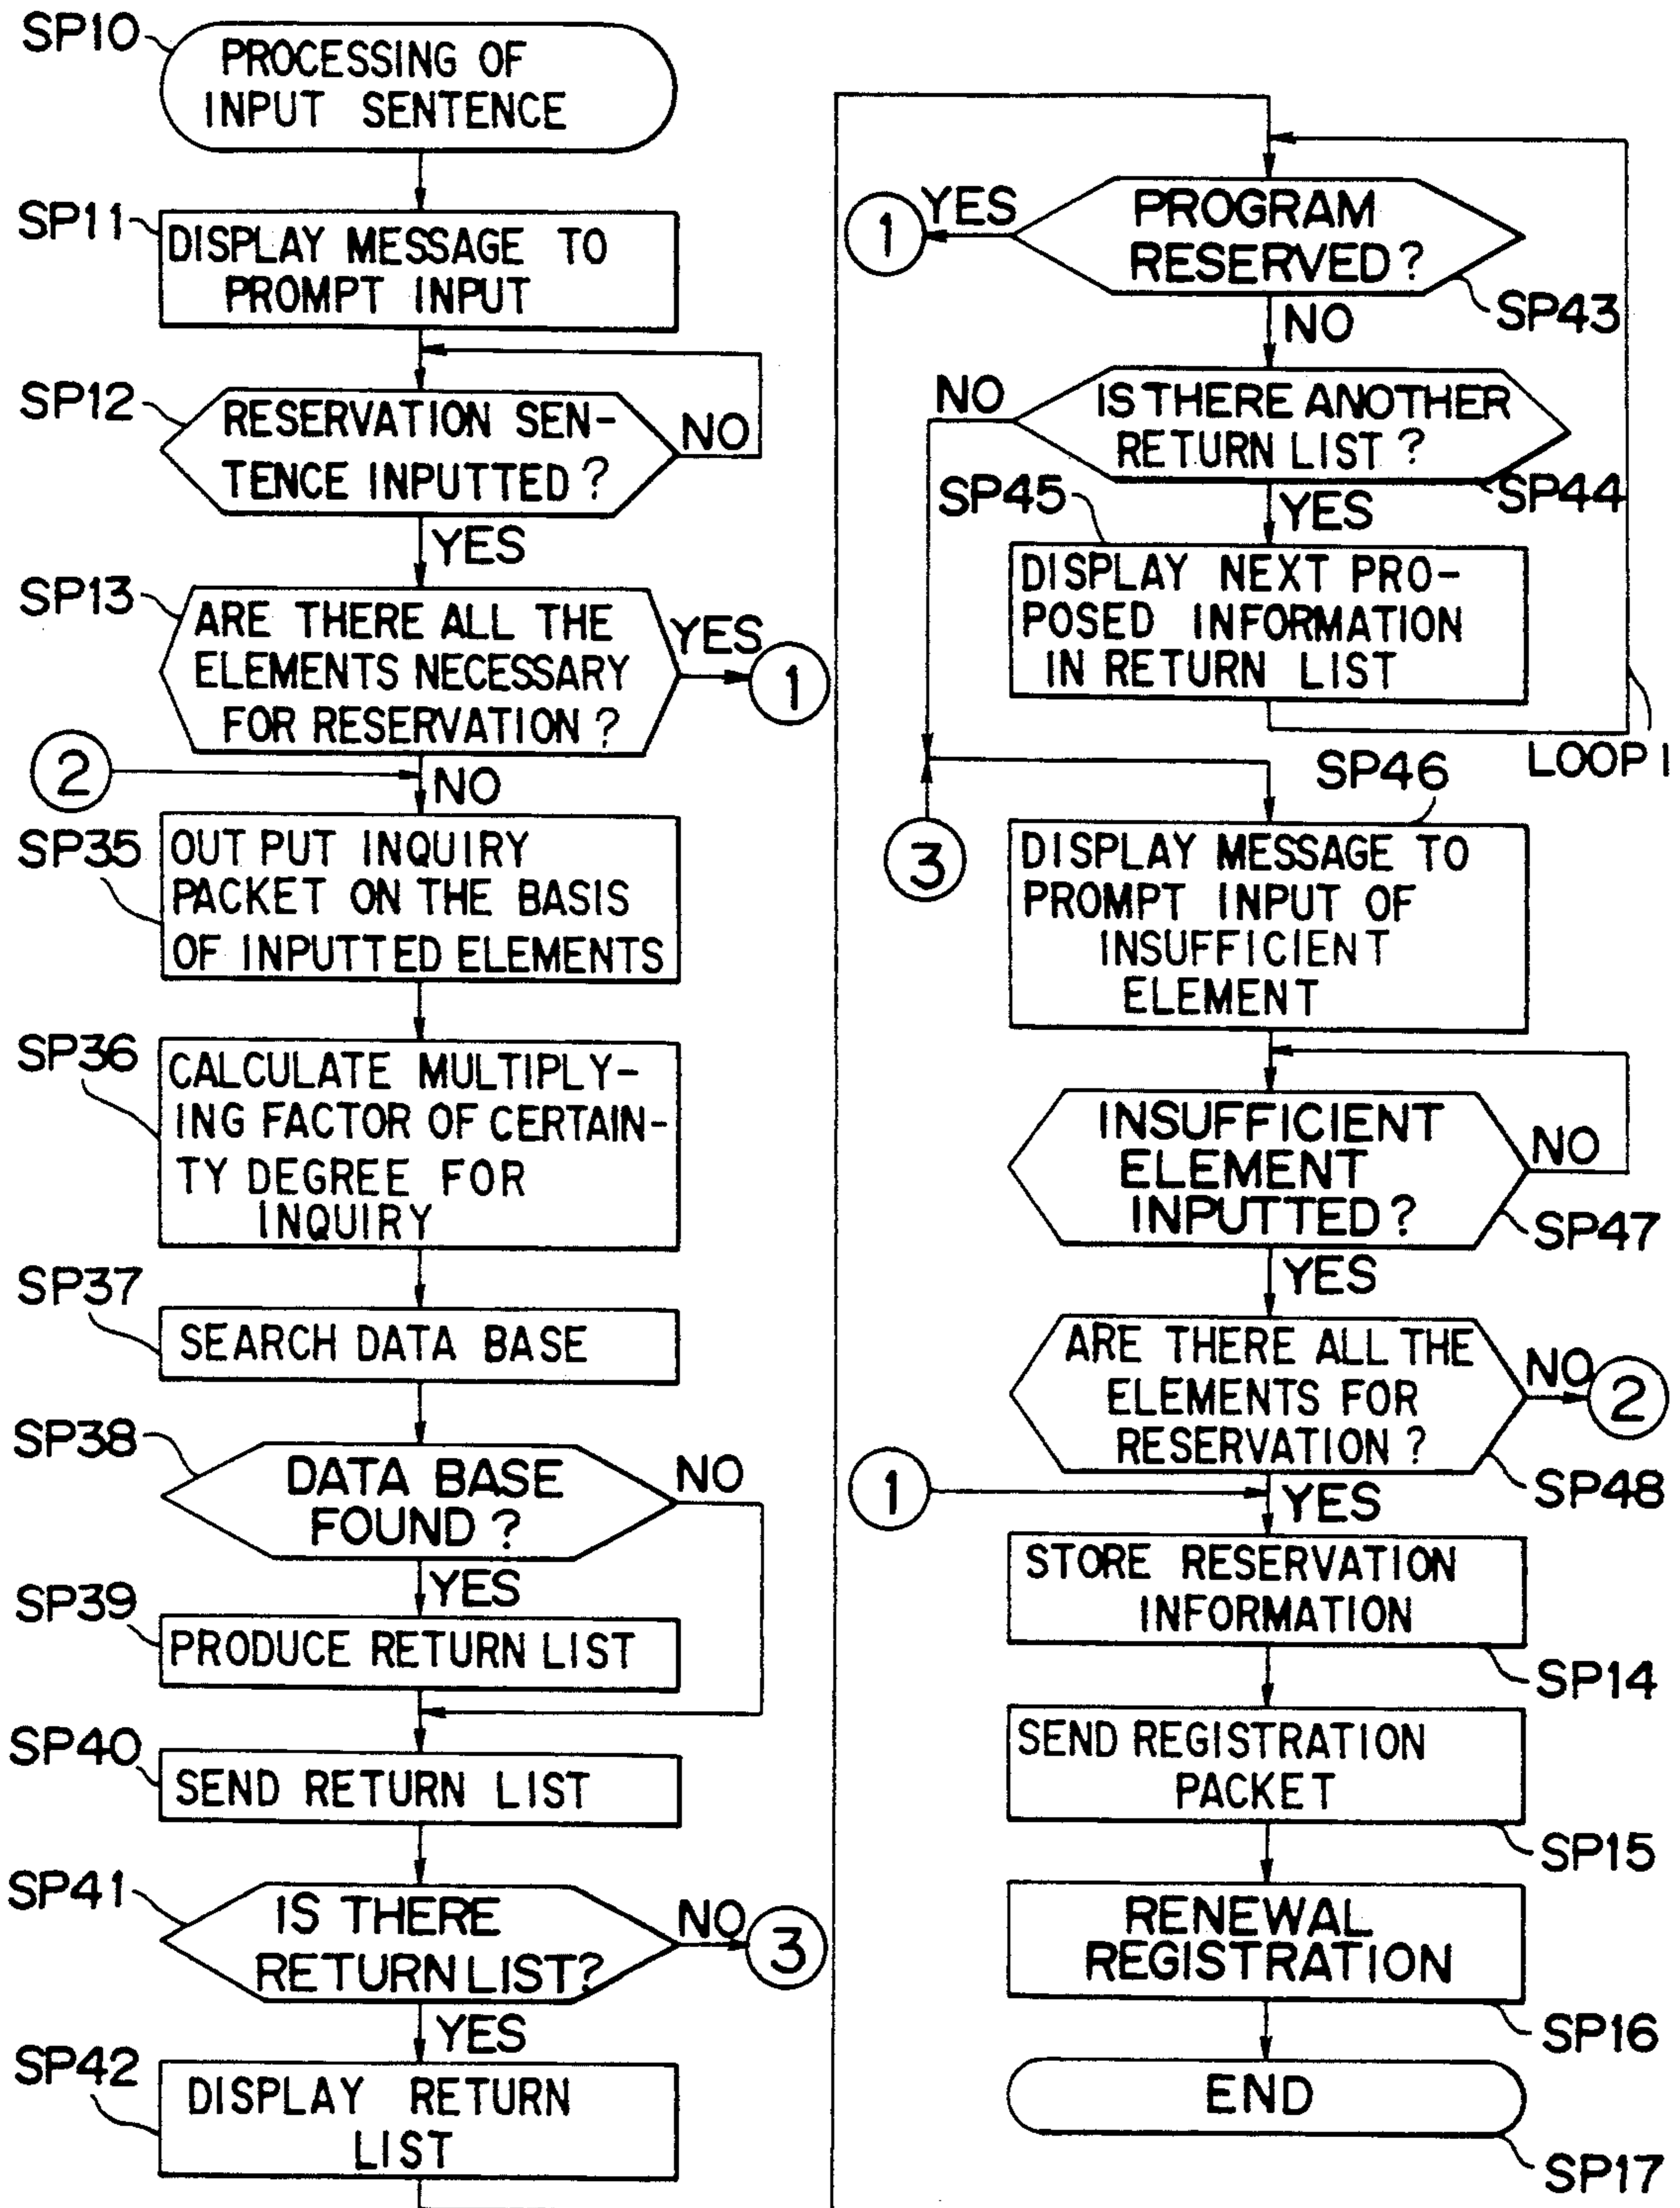 SP10
PROCESSING OF
INPUT SENTENCE
SP11
DISPLAY MESSAGE TO
PROMPT INPUT
SP12
RESERVATION SEN-
TENCE INPUTTED ?
NO
YES
SP13
ARE THERE ALL THE
ELEMENTS NECESSARY
FOR RESERVATION ?
YES
1
2
NO
SP35
OUT PUT INQUIRY
PACKET ON THE BASIS
OF INPUTTED ELEMENTS
SP36
CALCULATE MULTIPLY-
ING FACTOR OF CERTAIN-
TY DEGREE FOR
INQUIRY
SP37
SEARCH DATA BASE
SP38
DATA BASE
FOUND ?
NO
YES
SP39
PRODUCE RETURN LIST
SP40
SEND RETURN LIST
SP41
IS THERE
RETURN LIST?
NO
3
YES
SP42
DISPLAY RETURN
LIST
1
YES
PROGRAM
RESERVED ?
SP43
NO
NO
IS THERE ANOTHER
RETURN LIST ?
SP44
SP45
YES
DISPLAY NEXT PRO-
POSED INFORMATION
IN RETURN LIST
LOOP 1
SP46
3
DISPLAY MESSAGE TO
PROMPT INPUT OF
INSUFFICIENT
ELEMENT
INSUFFICIENT
ELEMENT
INPUTTED ?
NO
SP47
YES
ARE THERE ALL THE
ELEMENTS FOR
RESERVATION ?
NO
2
SP48
1
YES
STORE RESERVATION
INFORMATION
SP14
SEND REGISTRATION
PACKET
SP15
RENEWAL
REGISTRATION
SP16
END
SP17